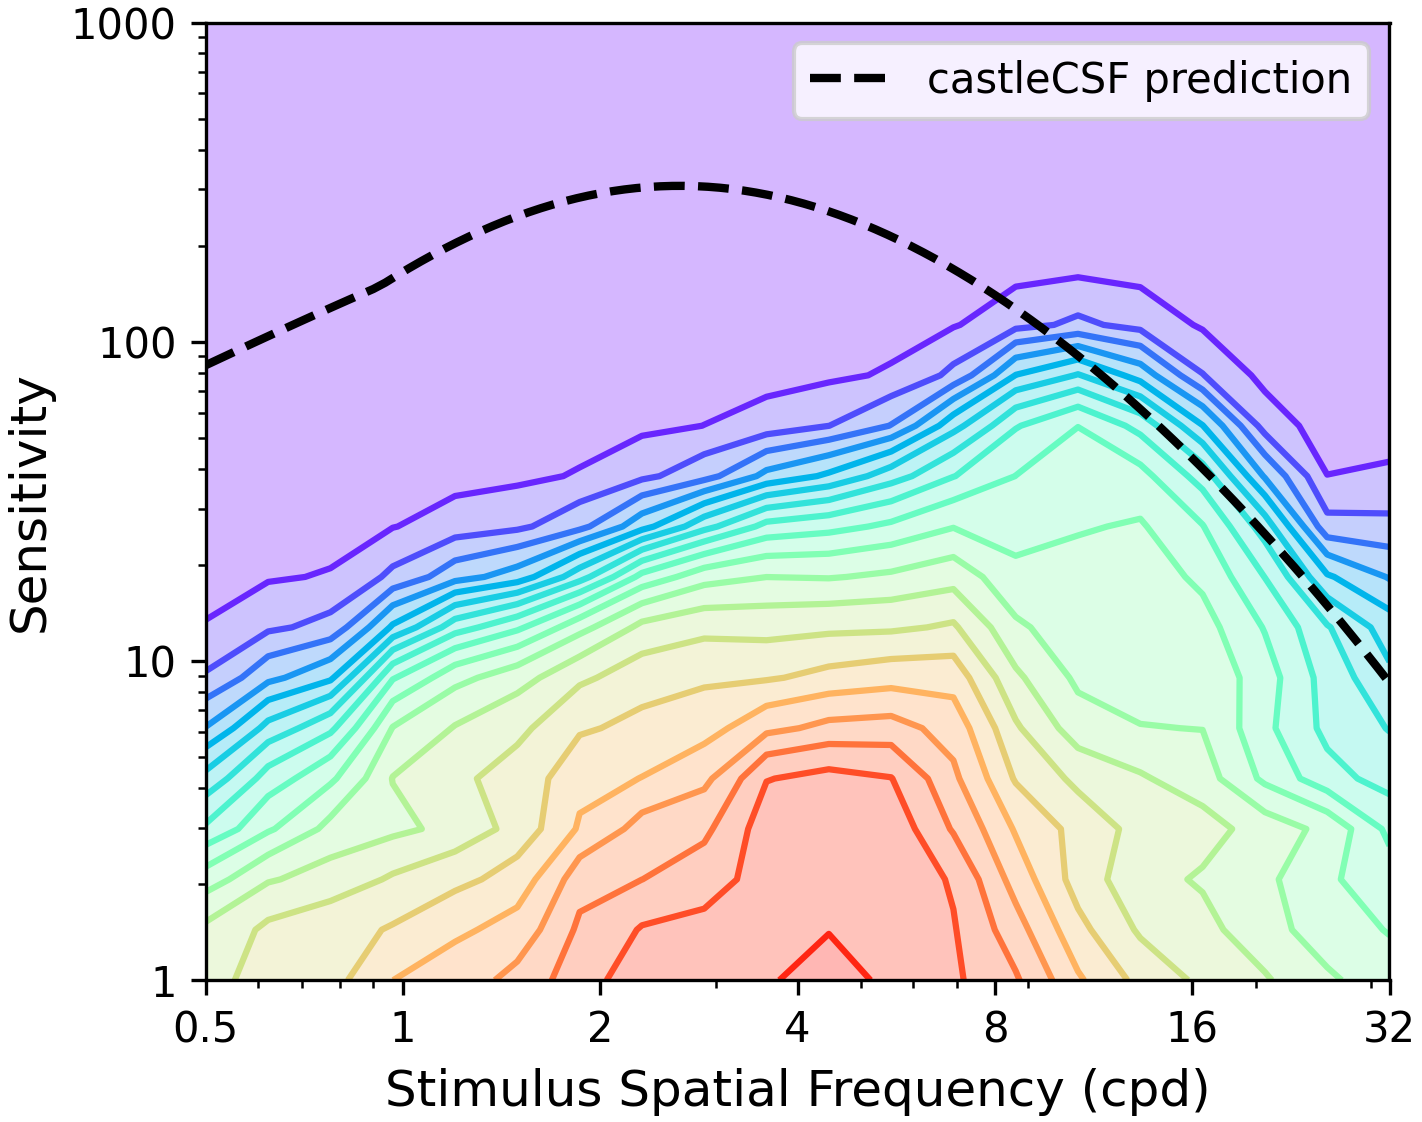 1000
castleCSF prediction
100
Sensitivity
10
1
0.5 1 2 4 8 16 32
Stimulus Spatial Frequency (cpd)